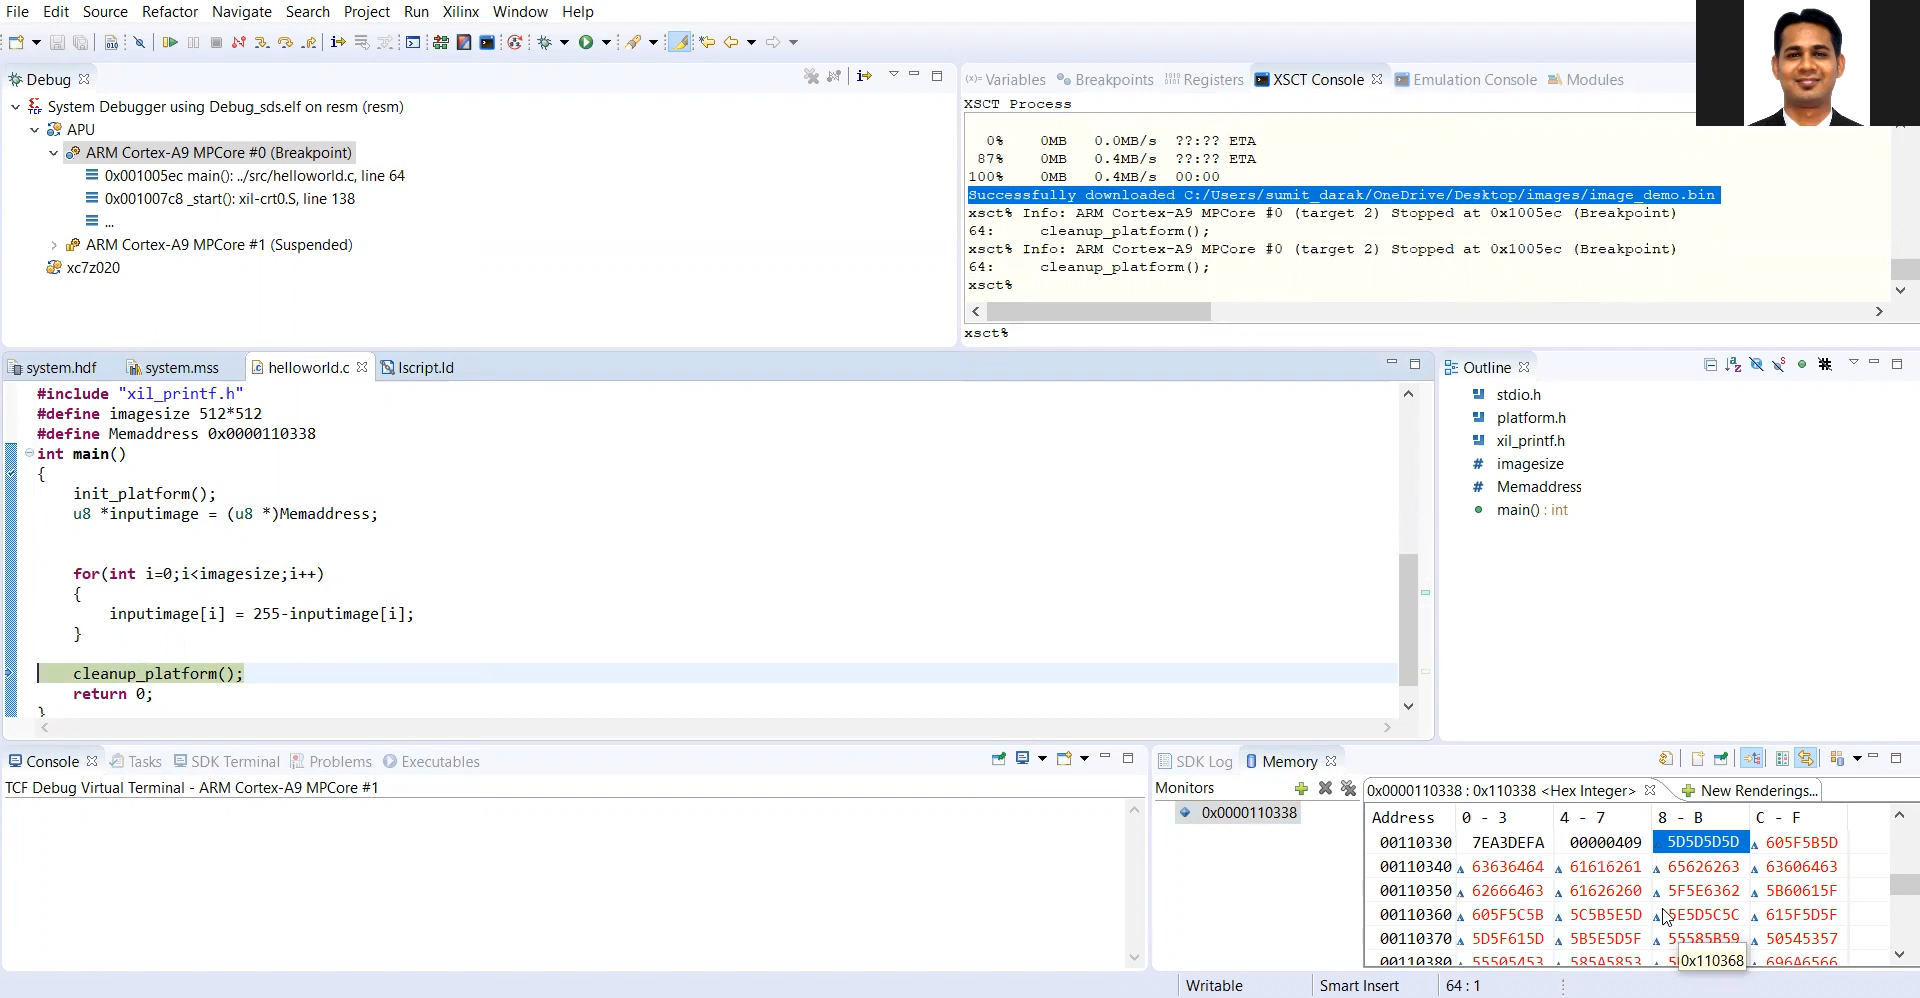 File Edit Source Refactor Navigate Search Project Run Xilinx Window Help
Debug
System Debugger using Debug_sds.elf on resm (resm)
APU
ARM Cortex-A9 MPCore #0 (Breakpoint)
0x001005ec main(): ../src/helloworld.c, line 64
0x001007c8 _start(): xil-crt0.S, line 138
...
ARM Cortex-A9 MPCore #1 (Suspended)
xc7z020
(x)= Variables Breakpoints Registers XSCT Console Emulation Console Modules
XSCT Process
0% 0MB 0.0MB/s ??:?? ETA
87% 0MB 0.4MB/s ??:?? ETA
100% 0MB 0.4MB/s 00:00
Successfully downloaded C:/Users/sumit_darak/OneDrive/Desktop/images/image_demo.bin
xsct% Info: ARM Cortex-A9 MPCore #0 (target 2) Stopped at 0x1005ec (Breakpoint)
64: cleanup_platform();
xsct% Info: ARM Cortex-A9 MPCore #0 (target 2) Stopped at 0x1005ec (Breakpoint)
64: cleanup_platform();
xsct%
xsct%
system.hdf system.mss helloworld.c lscript.ld
#include "xil_printf.h"
#define imagesize 512*512
#define Memaddress 0x0000110338
int main()
{
init_platform();
u8 *inputimage = (u8 *)Memaddress;
for(int i=0;i<imagesize;i++)
{
inputimage[i] = 255-inputimage[i];
}
cleanup_platform();
return 0;
}
Outline
stdio.h
platform.h
xil_printf.h
# imagesize
# Memaddress
main() : int
Console Tasks SDK Terminal Problems Executables
TCF Debug Virtual Terminal - ARM Cortex-A9 MPCore #1
SDK Log Memory
Monitors
0x0000110338
0x0000110338 : 0x110338 <Hex Integer> New Renderings...
Address 0 - 3 4 - 7 8 - B C - F
00110330 7EA3DEFA 00000409 5D5D5D5D 605F5B5D
00110340 63636464 61616261 65626263 63606463
00110350 62666463 61626260 5F5E6362 5B60615F
00110360 605F5C5B 5C5B5E5D 5E5D5C5C 615F5D5F
00110370 5D5F615D 5B5E5D5F 55585B59 50545357
00110380 55505453 585A5853 696A6566
0x110368
Writable Smart Insert 64 : 1